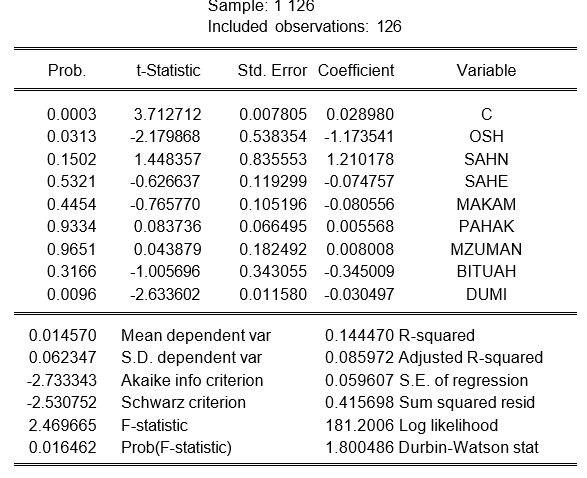 Sample: 1 126
Included observations: 126
Prob. t-Statistic Std. Error Coefficient Variable
0.0003 3.712712 0.007805 0.028980 C
0.0313 -2.179868 0.538354 -1.173541 OSH
0.1502 1.448357 0.835553 1.210178 SAHN
0.5321 -0.626637 0.119299 -0.074757 SAHE
0.4454 -0.765770 0.105196 -0.080556 MAKAM
0.9334 0.083736 0.066495 0.005568 PAHAK
0.9651 0.043879 0.182492 0.008008 MZUMAN
0.3166 -1.005696 0.343055 -0.345009 BITUAH
0.0096 -2.633602 0.011580 -0.030497 DUMI
0.014570 Mean dependent var 0.144470 R-squared
0.062347 S.D. dependent var 0.085972 Adjusted R-squared
-2.733343 Akaike info criterion 0.059607 S.E. of regression
-2.530752 Schwarz criterion 0.415698 Sum squared resid
2.469665 F-statistic 181.2006 Log likelihood
0.016462 Prob(F-statistic) 1.800486 Durbin-Watson stat